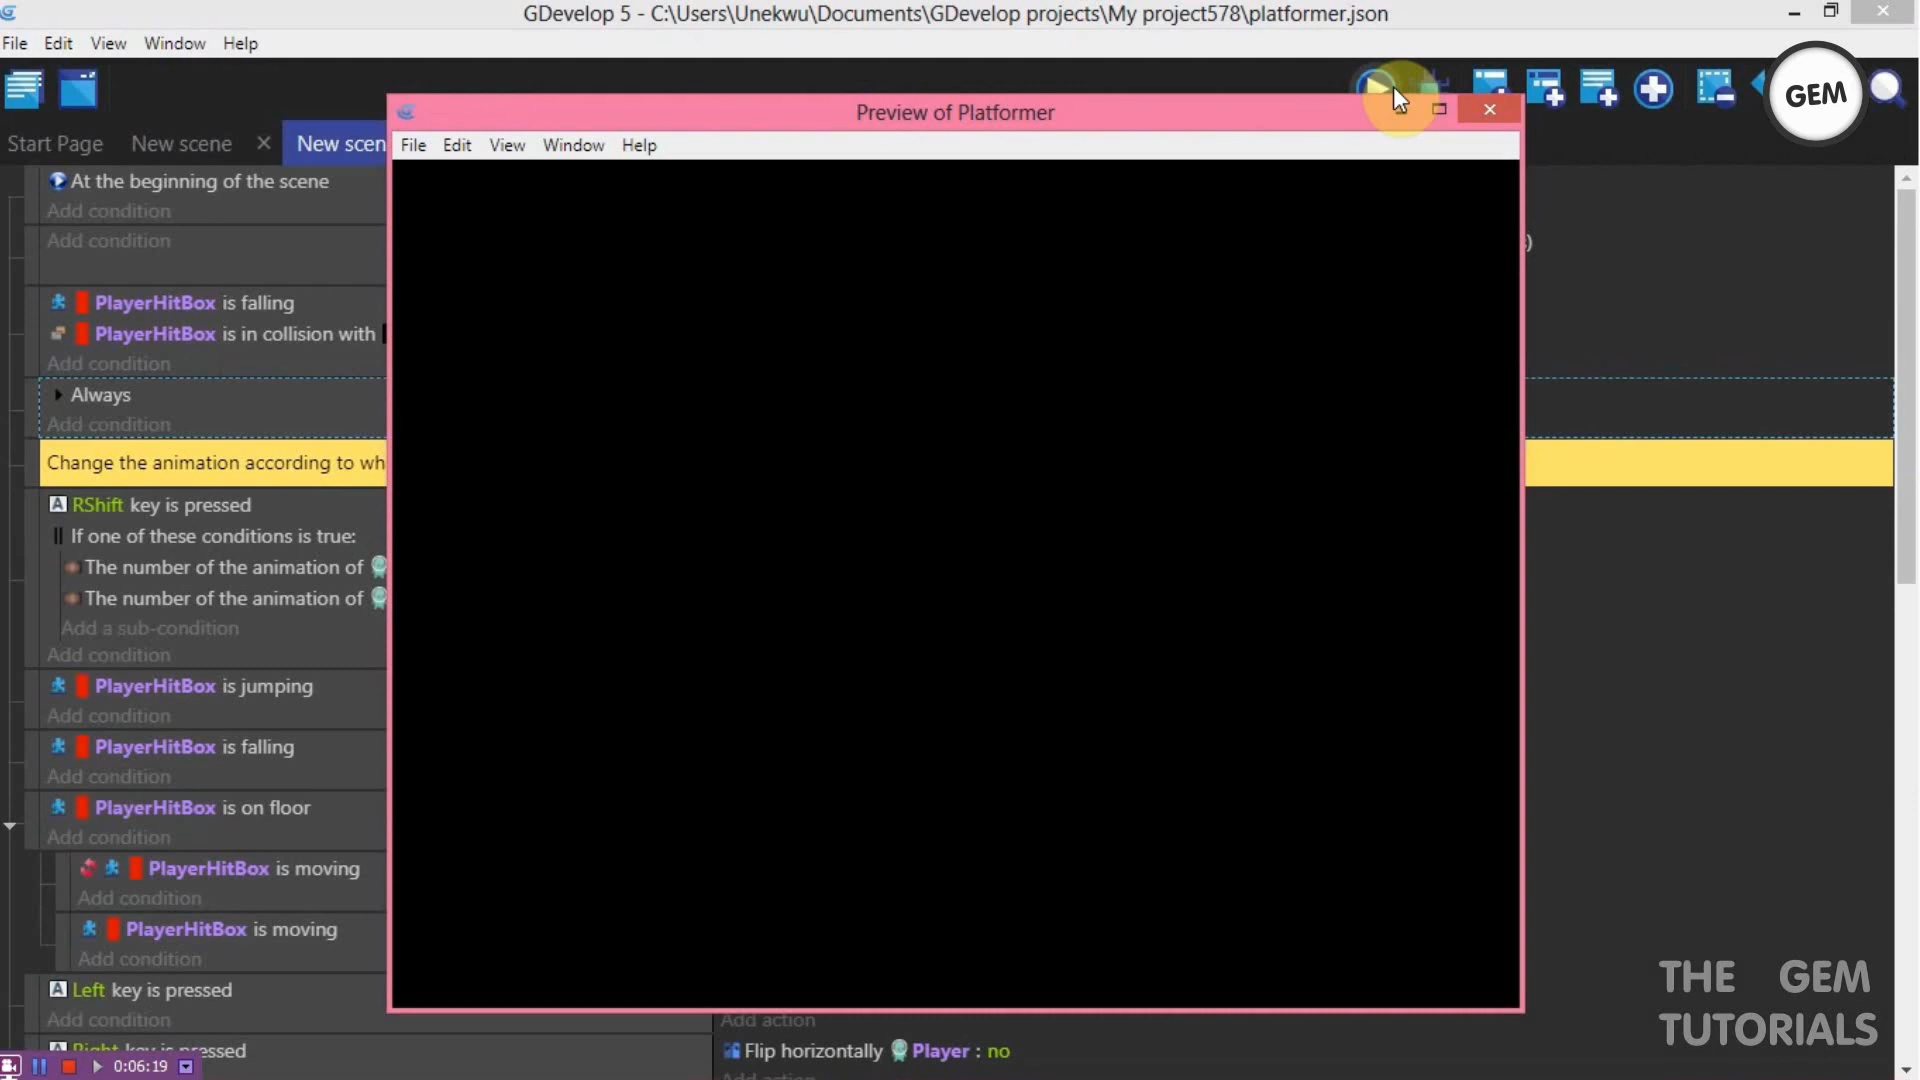 GDevelop 5 - C:\Users\Unekwu\Documents\GDevelop projects\My project578\platformer.json
File Edit View Window Help
GEM
Preview of Platformer
File Edit View Window Help
Start Page New scene New scen
At the beginning of the scene
Add condition
Add condition
PlayerHitBox is falling
PlayerHitBox is in collision with
Add condition
Always
Add condition
Change the animation according to wh
RShift key is pressed
If one of these conditions is true:
The number of the animation of
The number of the animation of
Add a sub-condition
Add condition
PlayerHitBox is jumping
Add condition
PlayerHitBox is falling
Add condition
PlayerHitBox is on floor
Add condition
PlayerHitBox is moving
Add condition
PlayerHitBox is moving
Add condition
A Left key is pressed
Add condition
Add action
Right key is pressed
Flip horizontally Player : no
Add action
0:06:19
THE GEM
TUTORIALS